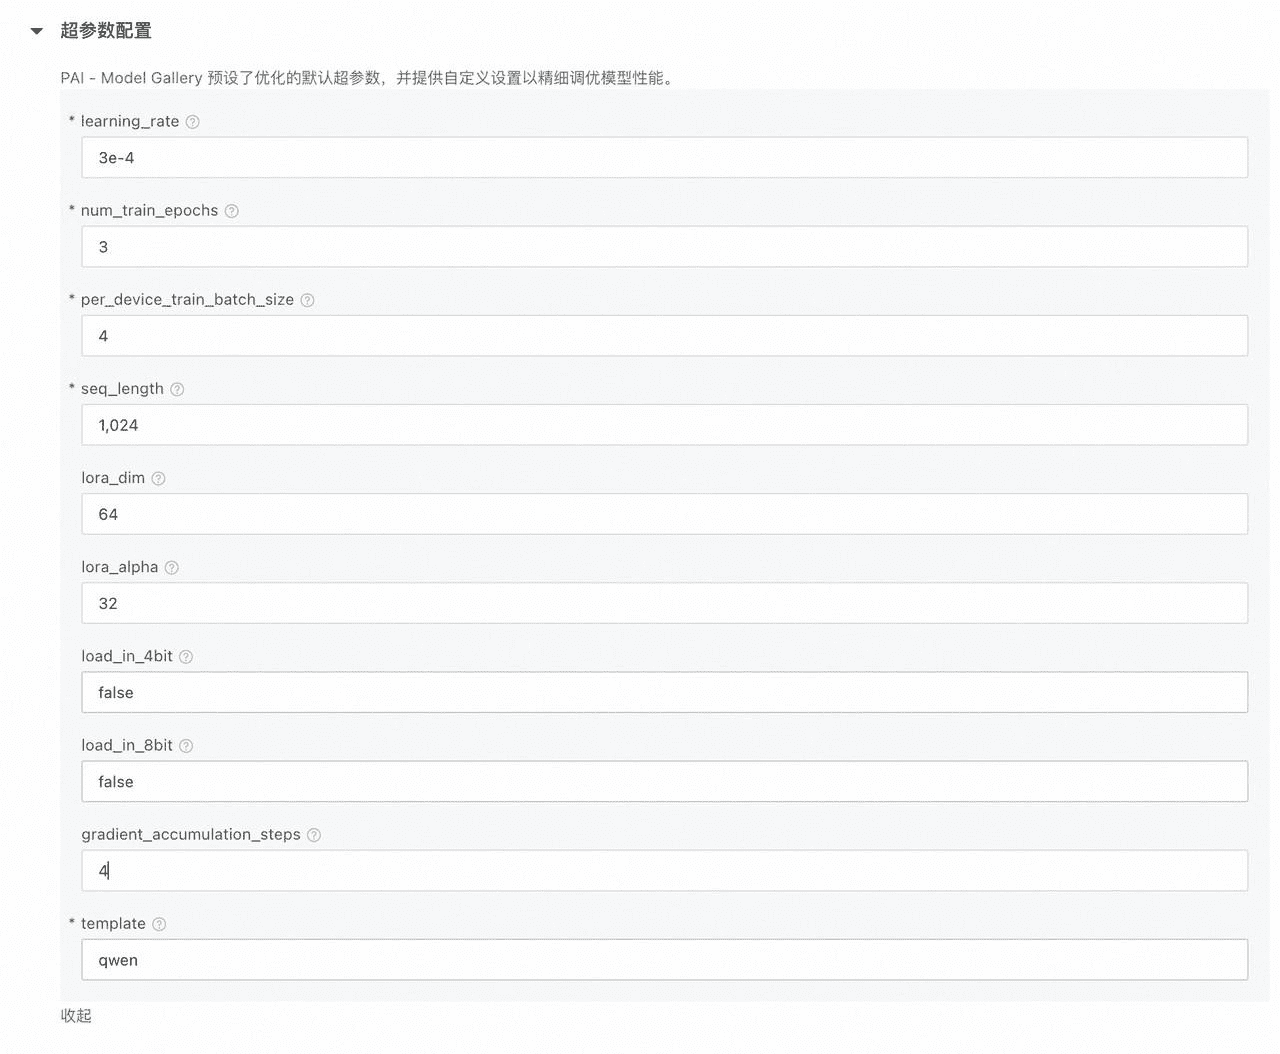 超参数配置
PAI - Model Gallery 预设了优化的默认超参数，并提供自定义设置以精细调优模型性能。
* learning_rate ?
3e-4
* num_train_epochs ?
3
* per_device_train_batch_size ?
4
* seq_length ?
1,024
lora_dim ?
64
lora_alpha ?
32
load_in_4bit ?
false
load_in_8bit ?
false
gradient_accumulation_steps ?
4
* template ?
qwen
收起